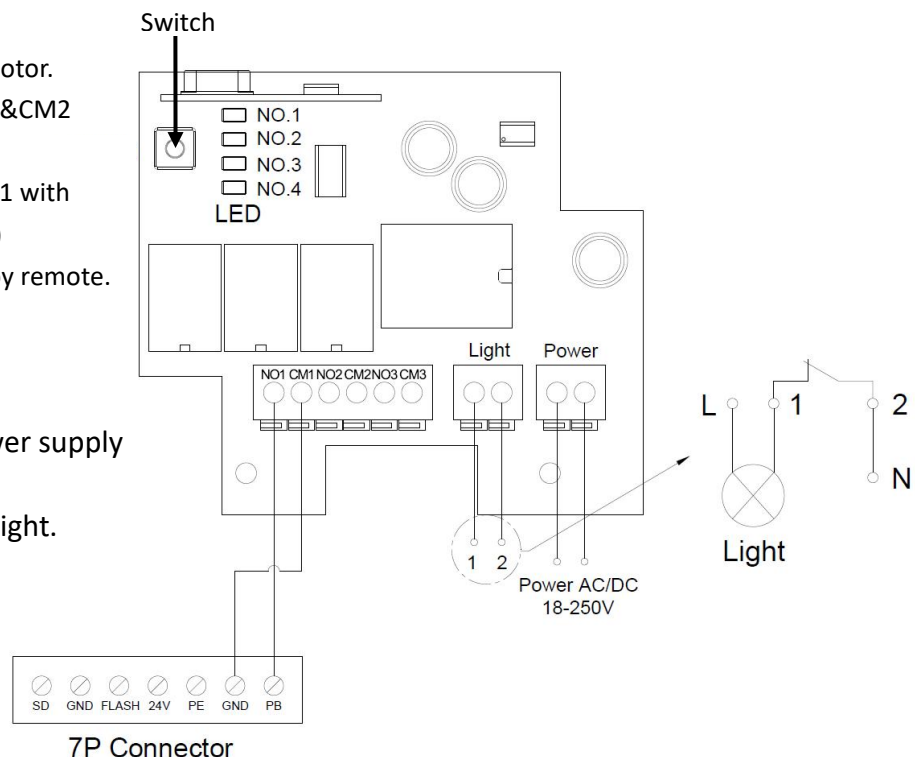 Switch
otor.
&CM2
1 with
)
by remote.
wer supply
ight.
NO.1
NO.2
NO.3
NO.4
LED
Light Power
NO1 CM1 NO2 CM2 NO3 CM3
L 1 2
N
Light
1 2
Power AC/DC
18-250V
SD GND FLASH 24V PE GND PB
7P Connector